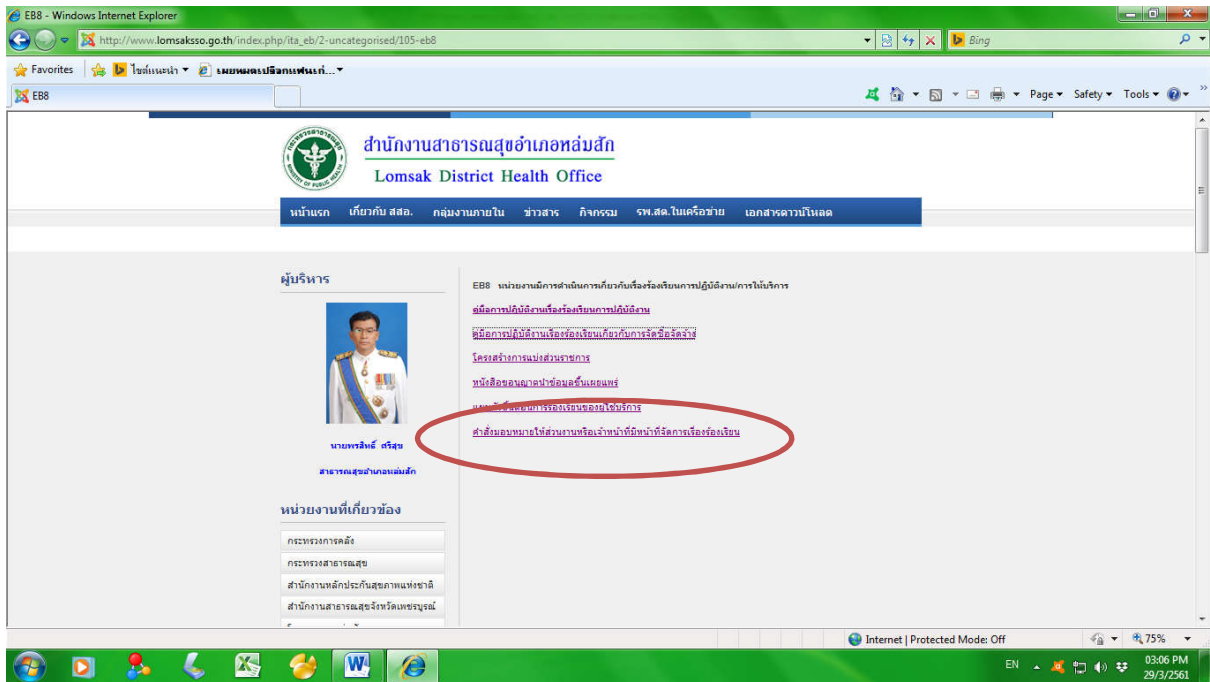 EB8 - Windows Internet Explorer
http://www.lomsaksso.go.th/index.php/ita_eb/2-uncategorised/105-eb8
Bing
Favorites
EB8
Page Safety Tools
สำนักงานสาธารณสุขอำเภอหล่มสัก
Lomsak District Health Office
หน้าแรก เกี่ยวกับ สสอ. กลุ่มงานภายใน ข่าวสาร กิจกรรม รพ.สต.ในเครือข่าย เอกสารดาวน์โหลด
ผู้บริหาร
EB8 หน่วยงานมีการดำเนินการเกี่ยวกับเรื่องร้องเรียนการปฏิบัติงาน/การให้บริการ
คู่มือการปฏิบัติงานเรื่องร้องเรียนการปฏิบัติงาน
คู่มือการปฏิบัติงานเรื่องร้องเรียนเกี่ยวกับการจัดซื้อจัดจ้าง
โครงสร้างการแบ่งส่วนราชการ
หนังสือขออนุญาตนำข้อมูลขึ้นเผยแพร่
คำสั่งมอบหมายให้ส่วนงานหรือเจ้าหน้าที่มีหน้าที่จัดการเรื่องร้องเรียน
สาธารณสุขอำเภอหล่มสัก
หน่วยงานที่เกี่ยวข้อง
กระทรวงการคลัง
กระทรวงสาธารณสุข
สำนักงานหลักประกันสุขภาพแห่งชาติ
สำนักงานสาธารณสุขจังหวัดเพชรบูรณ์
Internet | Protected Mode: Off
75%
EN
03:06 PM
29/3/2561